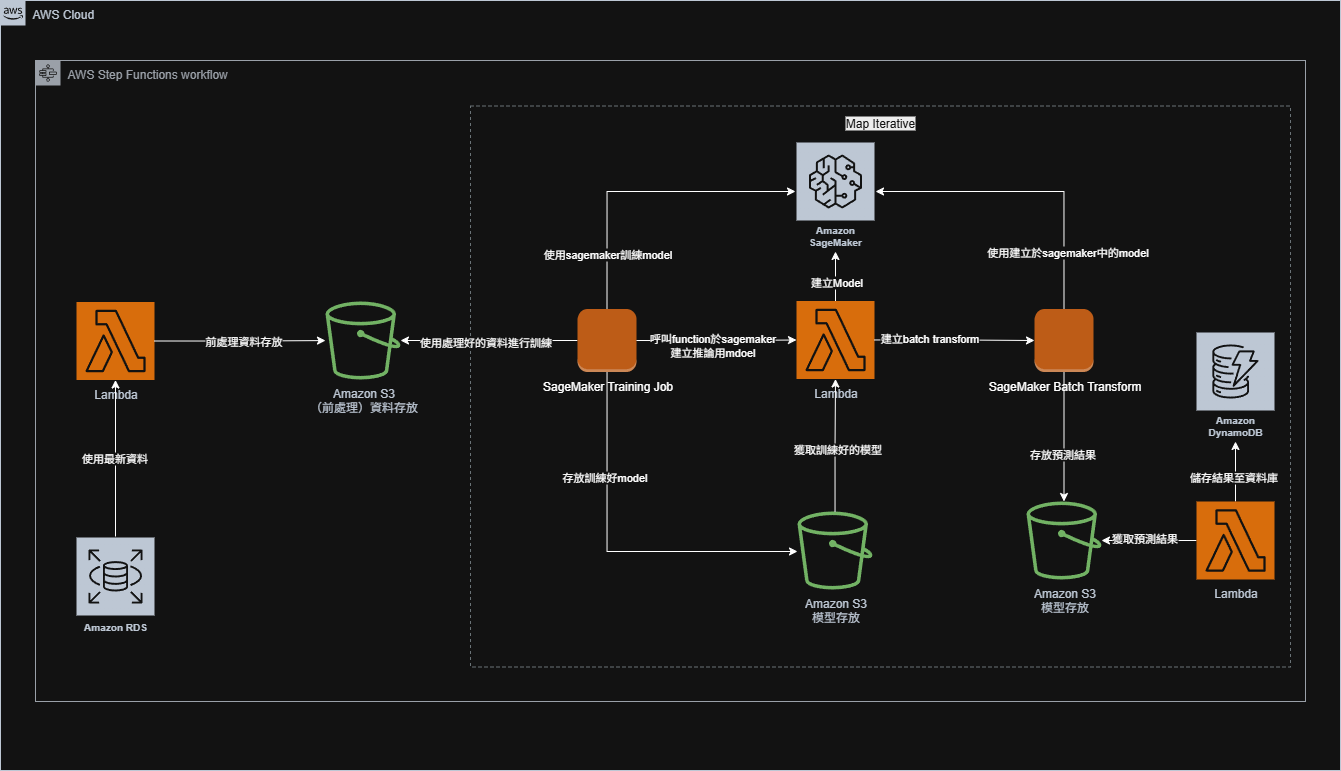 aws
AWS Cloud
AWS Step Functions workflow
Map Iterative
Amazon
SageMaker
使用sagemaker訓練model
使用建立於sagemaker中的model
建立Model
前處理資料存放
使用處理好的資料進行訓練
呼叫function於sagemaker
建立推論用mdoel
建立batch transform
Lambda
Amazon S3
（前處理）資料存放
SageMaker Training Job
Lambda
SageMaker Batch Transform
Amazon
DynamoDB
使用最新資料
存放訓練好model
獲取訓練好的模型
存放預測結果
儲存結果至資料庫
獲取預測結果
Amazon RDS
Amazon S3
模型存放
Amazon S3
模型存放
Lambda